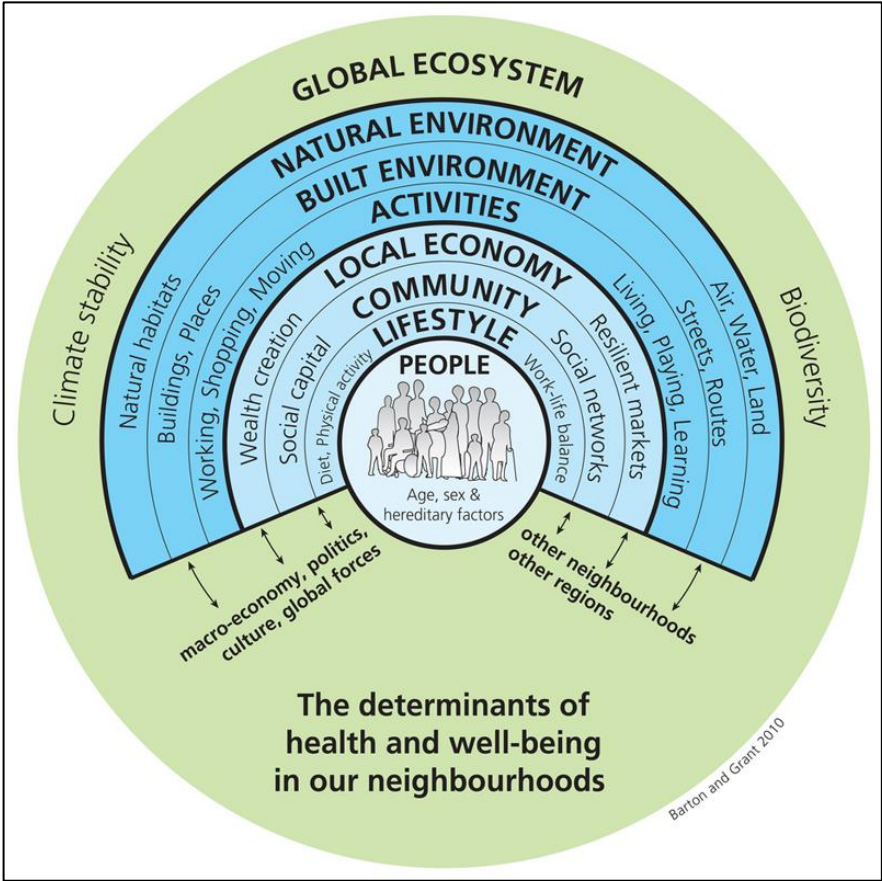 GLOBAL ECOSYSTEM
NATURAL ENVIRONMENT
BUILT ENVIRONMENT
ACTIVITIES
LOCAL ECONOMY
COMMUNITY
LIFESTYLE
PEOPLE
Age, sex &
hereditary factors
Climate stability
Natural habitats
Buildings, Places
Working, Shopping, Moving
Wealth creation
Social capital
Diet, Physical activity
Work-life balance
Social networks
Resilient markets
Living, Playing, Learning
Streets, Routes
Air, Water, Land
Biodiversity
macro-economy, politics,
culture, global forces
other neighbourhoods
other regions
The determinants of
health and well-being
in our neighbourhoods
Barton and Grant 2010